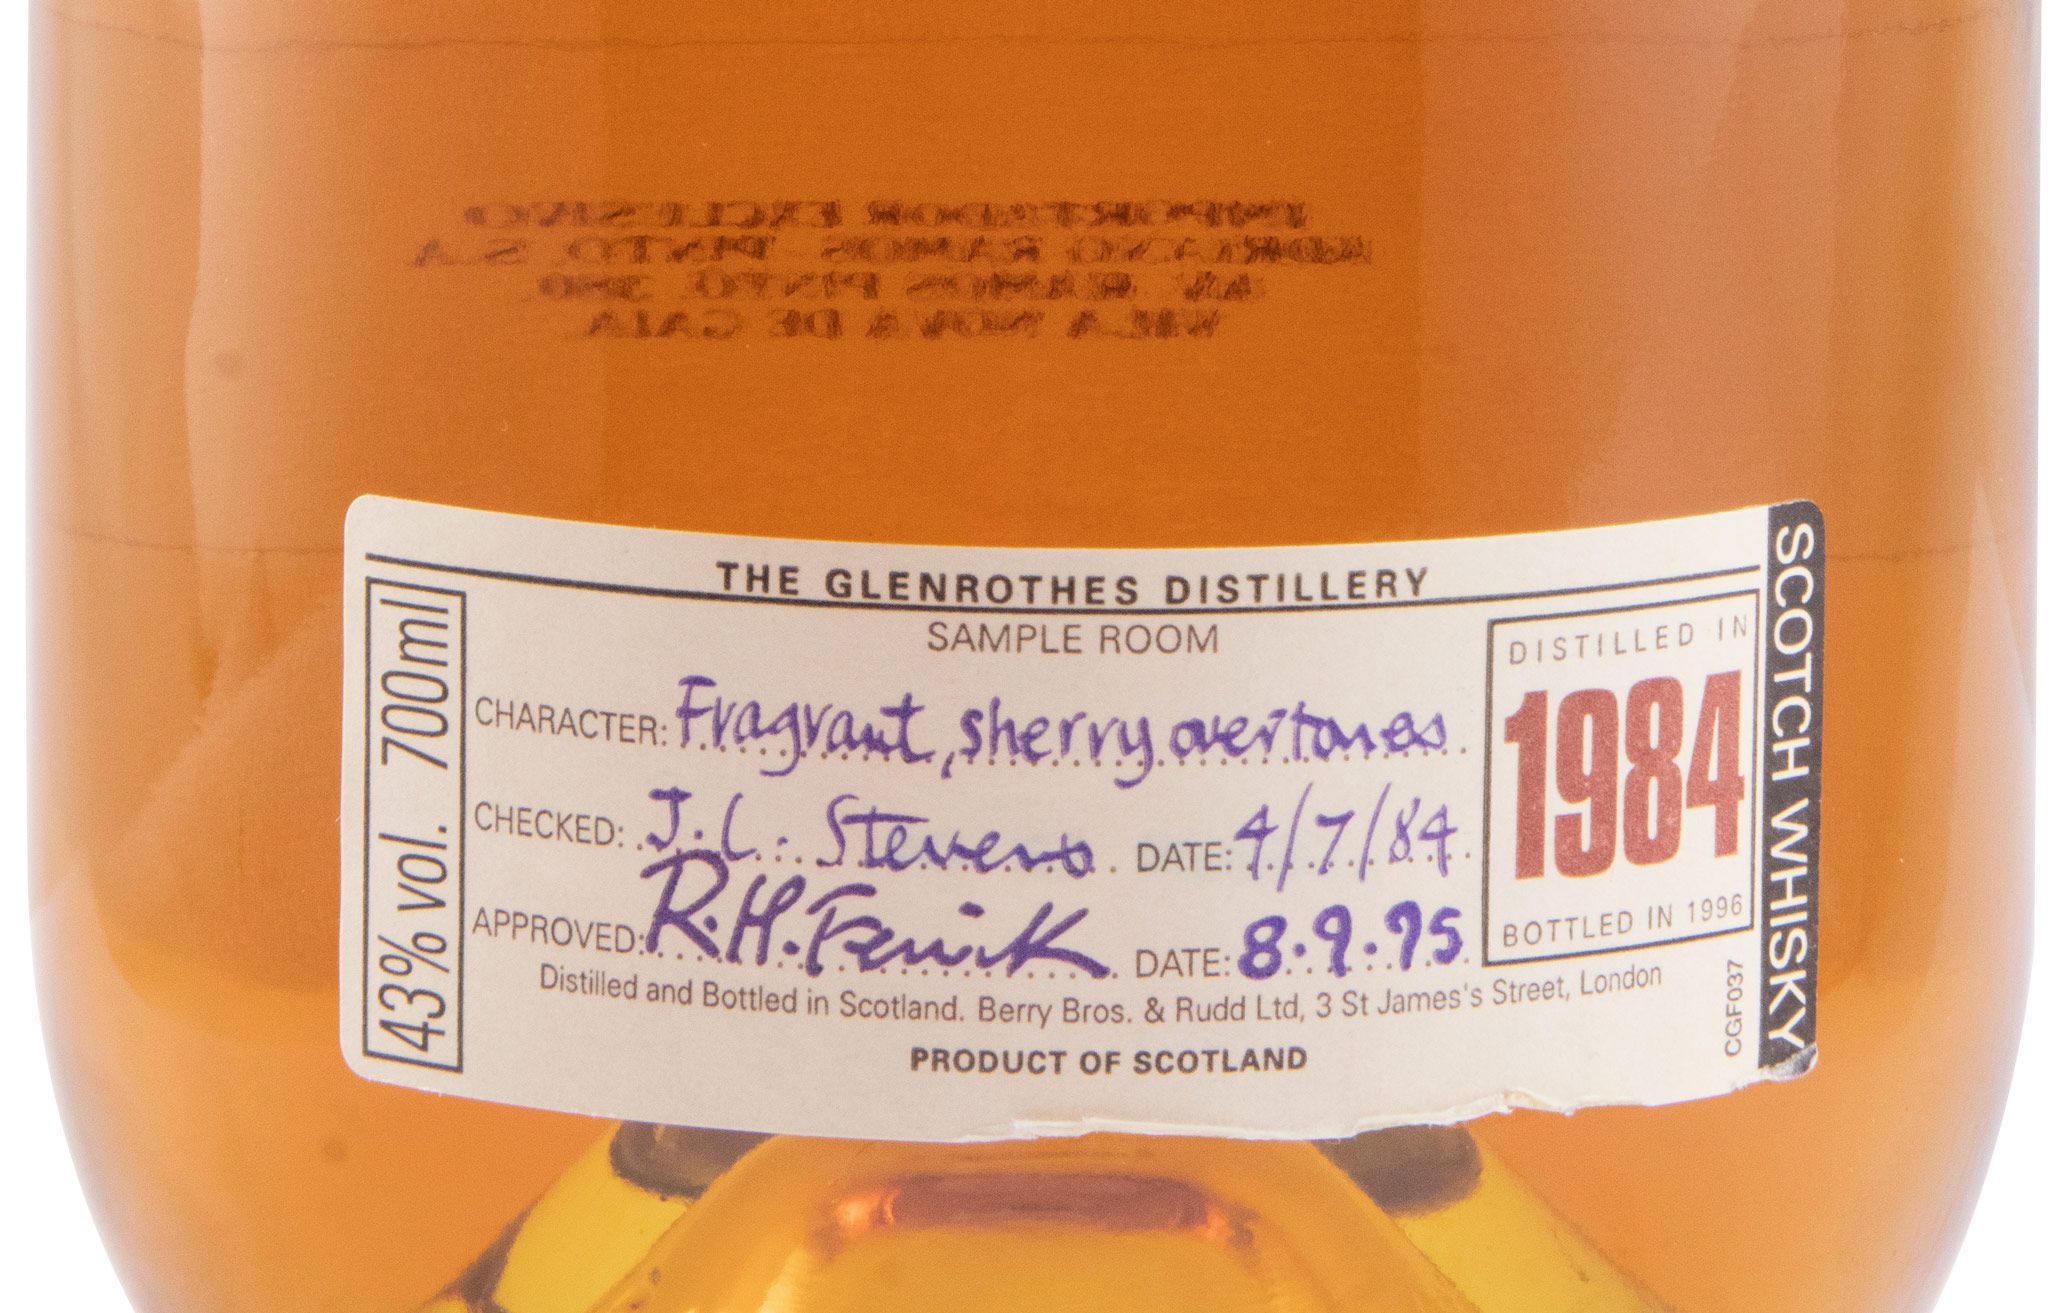 IMPORTADOR EXCLUSIVO
ADRIANO RAMOS - PINTO, S.A
AV. RAMOS PINTO, 380
VILA NOVA DE GAIA
THE GLENROTHES DISTILLERY
SAMPLE ROOM
43% vol. 700ml
CHARACTER: Fragrant, sherry overtones
CHECKED: J.L. Stevens DATE: 4/7/84
APPROVED: R.H. Fenwick DATE: 8.9.95
DISTILLED IN
1984
BOTTLED IN 1996
Distilled and Bottled in Scotland. Berry Bros. & Rudd Ltd, 3 St James's Street, London
PRODUCT OF SCOTLAND
CGF037
SCOTCH WHISKY